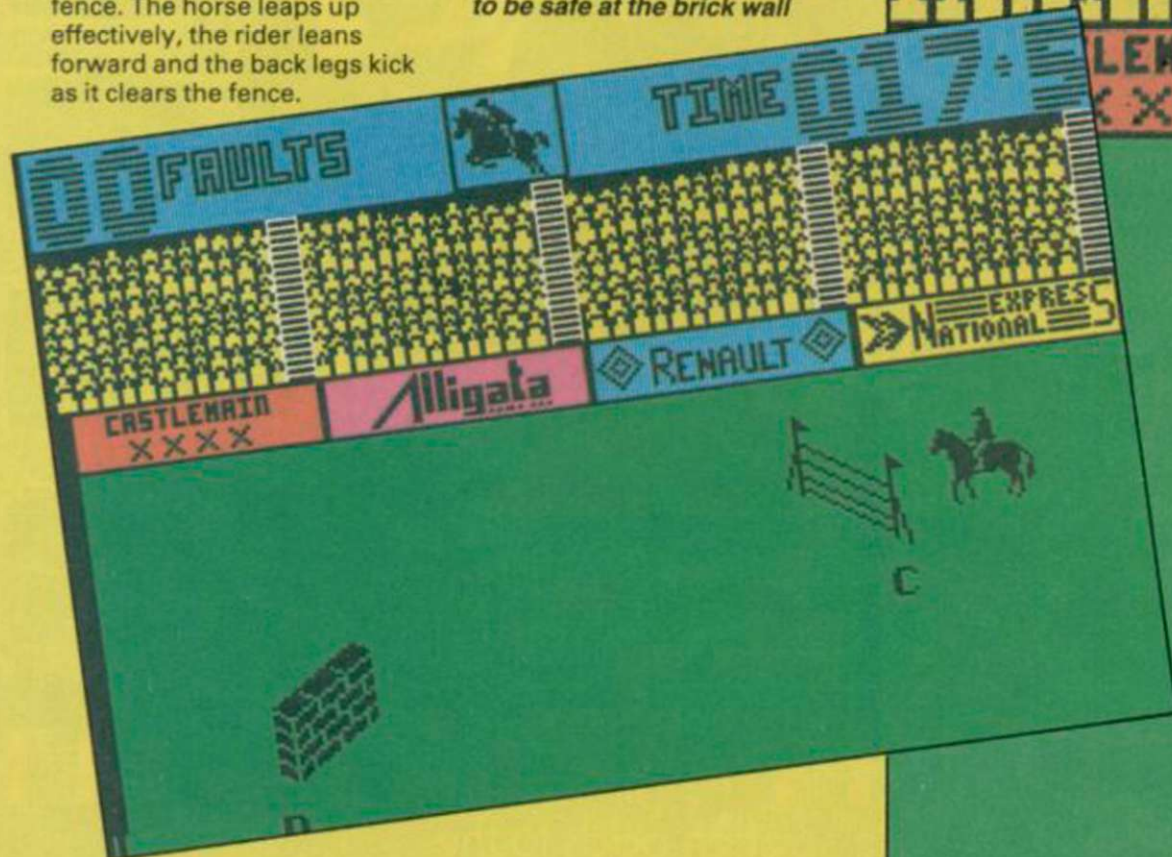 fence. The horse leaps up
effectively, the rider leans
forward and the back legs kick
as it clears the fence.
to be safe at the brick wall
00 FAULTS
TIME 017.5
CASTLEMAIN
XXXX
Alligata
RENAULT
NATIONAL EXPRESS
C